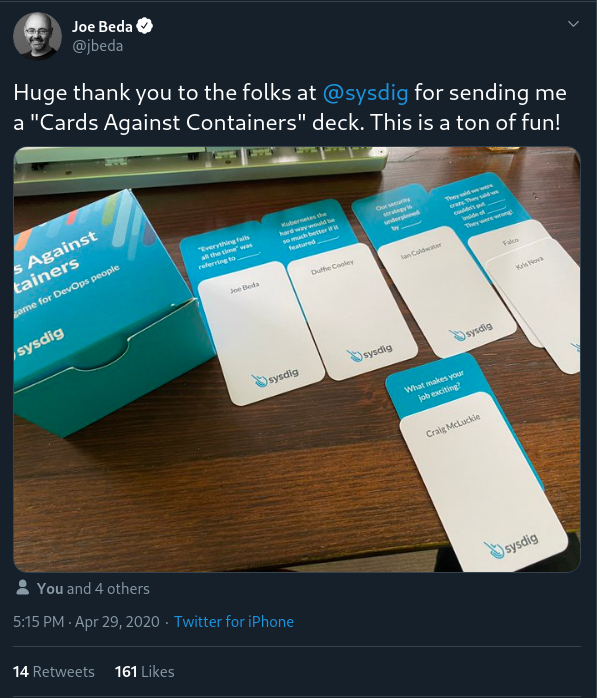 Joe Beda
@jbeda
Huge thank you to the folks at @sysdig for sending me
a "Cards Against Containers" deck. This is a ton of fun!
s Against
tainers
game for DevOps people
sysdig
"Everything fails
all the time" was
referring to ____.
Joe Beda
sysdig
Kubernetes the
hard way would be
so much better if it
featured ____.
Duffie Cooley
sysdig
Our security
strategy is
underpinned
by ____.
Ian Coldwater
sysdig
They said we were
crazy. They said we
couldn't put ____
inside of ____.
They were wrong!
Falco
Kris Nova
What makes your
job exciting?
Craig McLuckie
sysdig
You and 4 others
5:15 PM · Apr 29, 2020 · Twitter for iPhone
14 Retweets 161 Likes